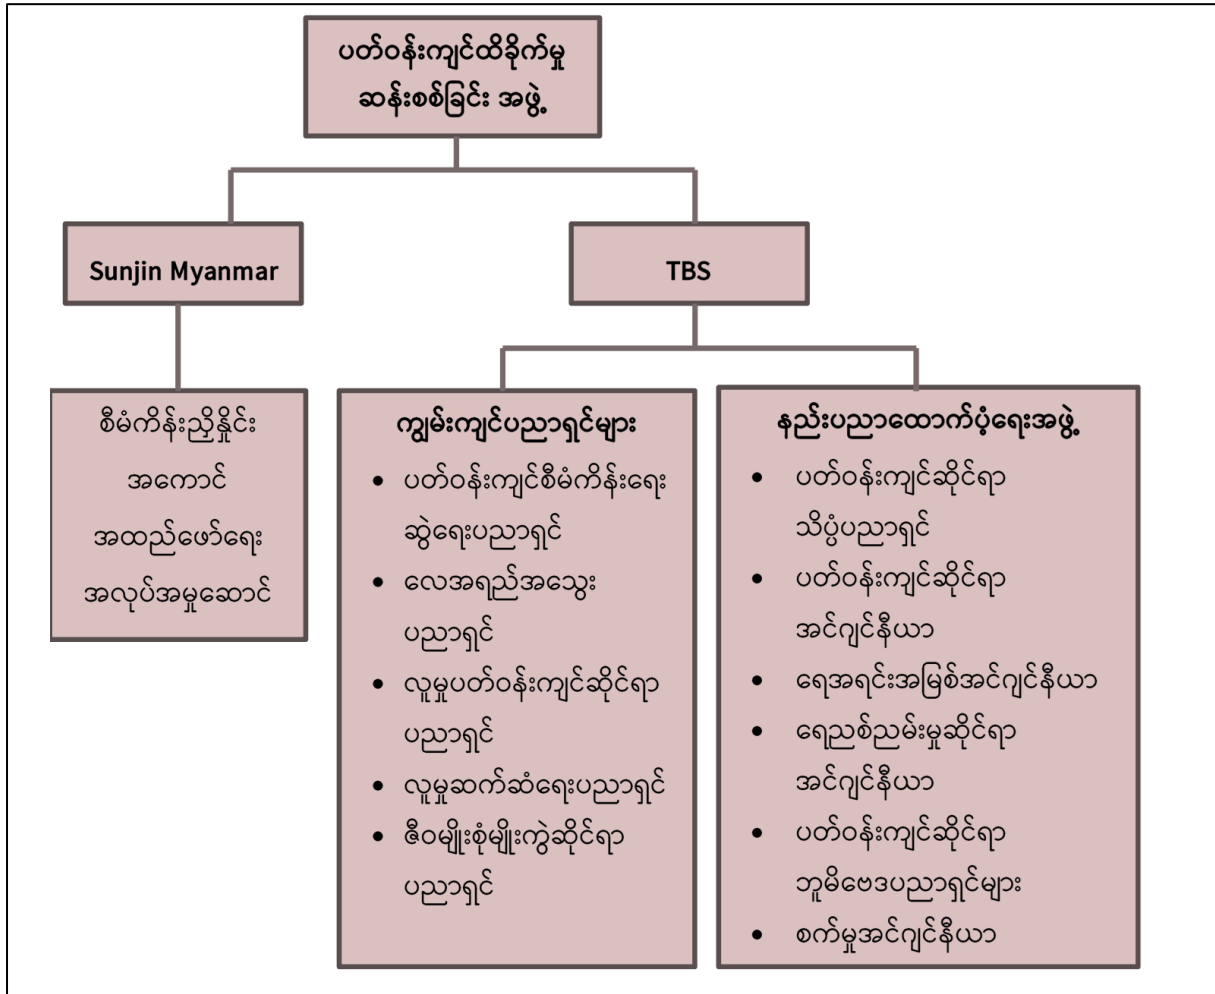 ပတ်ဝန်းကျင်ထိခိုက်မှု
ဆန်းစစ်ခြင်း အဖွဲ့
Sunjin Myanmar
TBS
စီမံကိန်းညှိနှိုင်း
အကောင်
အထည်ဖော်ရေး
အလုပ်အမှုဆောင်
ကျွမ်းကျင်ပညာရှင်များ
• ပတ်ဝန်းကျင်စီမံကိန်းရေး
ဆွဲရေးပညာရှင်
• လေအရည်အသွေး
ပညာရှင်
• လူမှုပတ်ဝန်းကျင်ဆိုင်ရာ
ပညာရှင်
• လူမှုဆက်ဆံရေးပညာရှင်
• ဇီဝမျိုးစုံမျိုးကွဲဆိုင်ရာ
ပညာရှင်
နည်းပညာထောက်ပံ့ရေးအဖွဲ့
• ပတ်ဝန်းကျင်ဆိုင်ရာ
သိပ္ပံပညာရှင်
• ပတ်ဝန်းကျင်ဆိုင်ရာ
အင်ဂျင်နီယာ
• ရေအရင်းအမြစ်အင်ဂျင်နီယာ
• ရေညစ်ညမ်းမှုဆိုင်ရာ
အင်ဂျင်နီယာ
• ပတ်ဝန်းကျင်ဆိုင်ရာ
ဘူမိဗေဒပညာရှင်များ
• စက်မှုအင်ဂျင်နီယာ